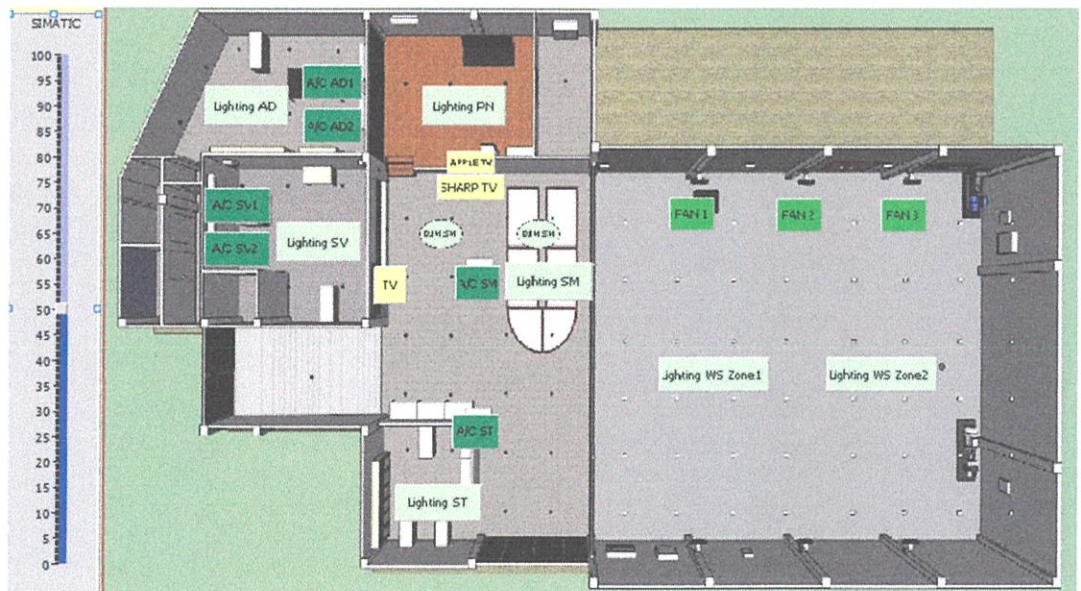 SIMATIC
100
95
90
85
80
75
70
65
60
55
50
45
40
35
30
25
20
15
10
5
0
Lighting AD
A/C AD1
A/C AD2
Lighting PN
APPLE TV
SHARP TV
A/C SV1
A/C SV2
Lighting SV
TV
A/C SM
Lighting SM
FAN 1
FAN 2
FAN 3
Lighting WS Zone1
Lighting WS Zone2
A/C ST
Lighting ST